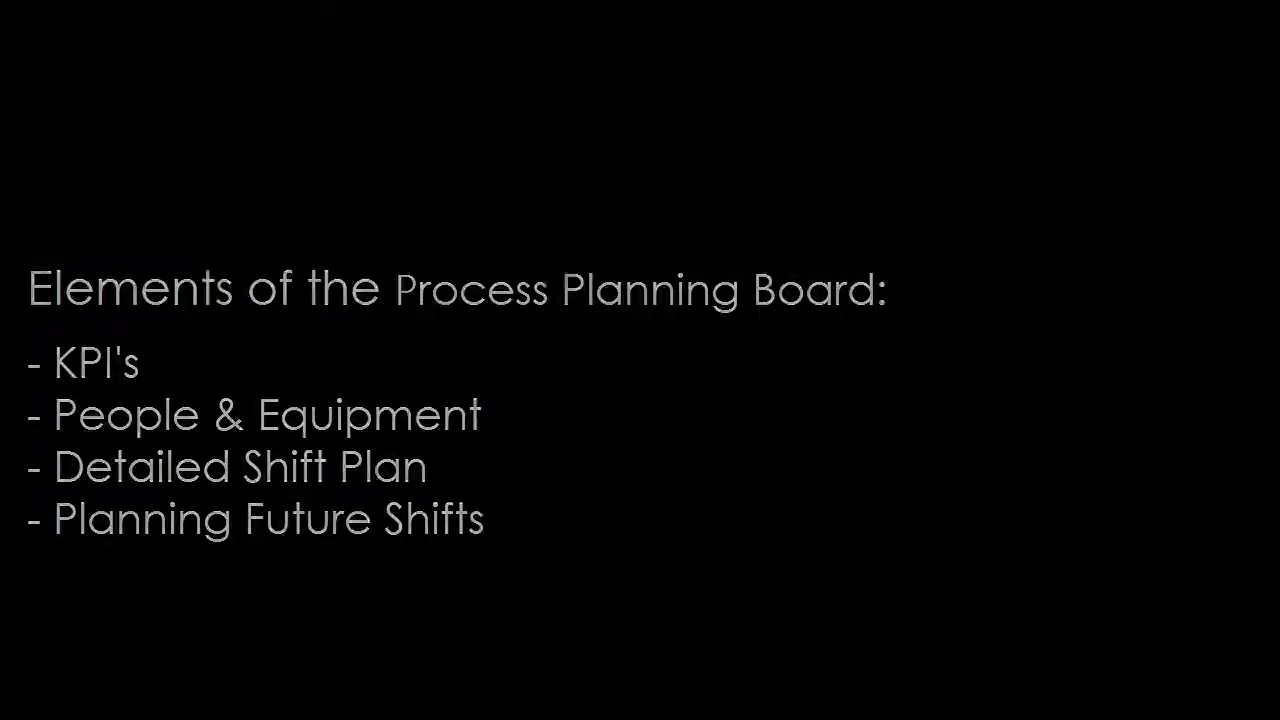 Elements of the Process Planning Board:
- KPI's
- People & Equipment
- Detailed Shift Plan
- Planning Future Shifts